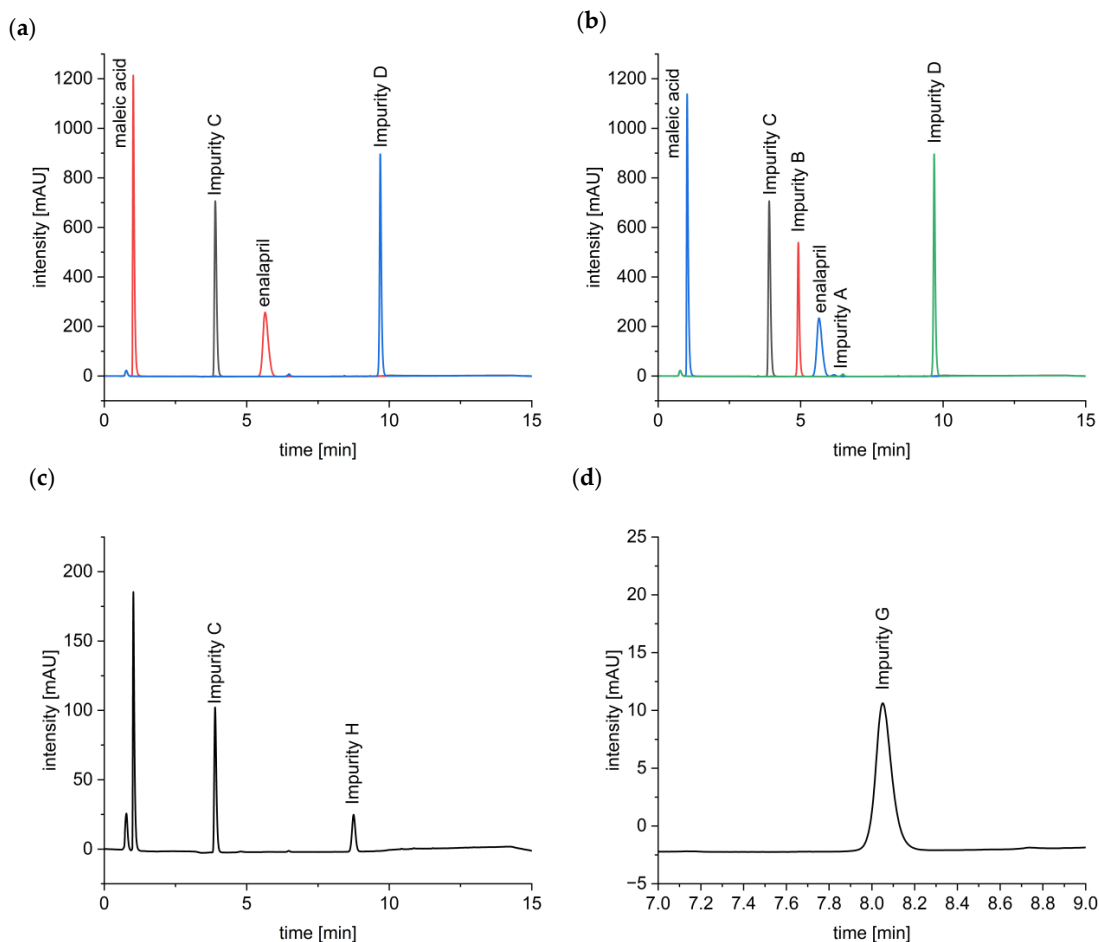 (a)
1200
1000
800
600
400
200
0
intensity [mAU]
maleic acid
Impurity C
enalapril
Impurity D
0
5
10
15
time [min]
(b)
1200
1000
800
600
400
200
0
intensity [mAU]
maleic acid
Impurity C
Impurity B
enalapril
Impurity A
Impurity D
0
5
10
15
time [min]
(c)
200
150
100
50
0
intensity [mAU]
Impurity C
Impurity H
0
5
10
15
time [min]
(d)
25
20
15
10
5
0
−5
intensity [mAU]
Impurity G
7.0 7.2 7.4 7.6 7.8 8.0 8.2 8.4 8.6 8.8 9.0
time [min]